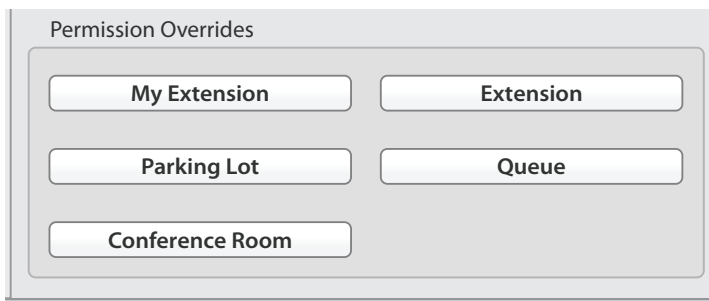 Permission Overrides
My Extension
Extension
Parking Lot
Queue
Conference Room